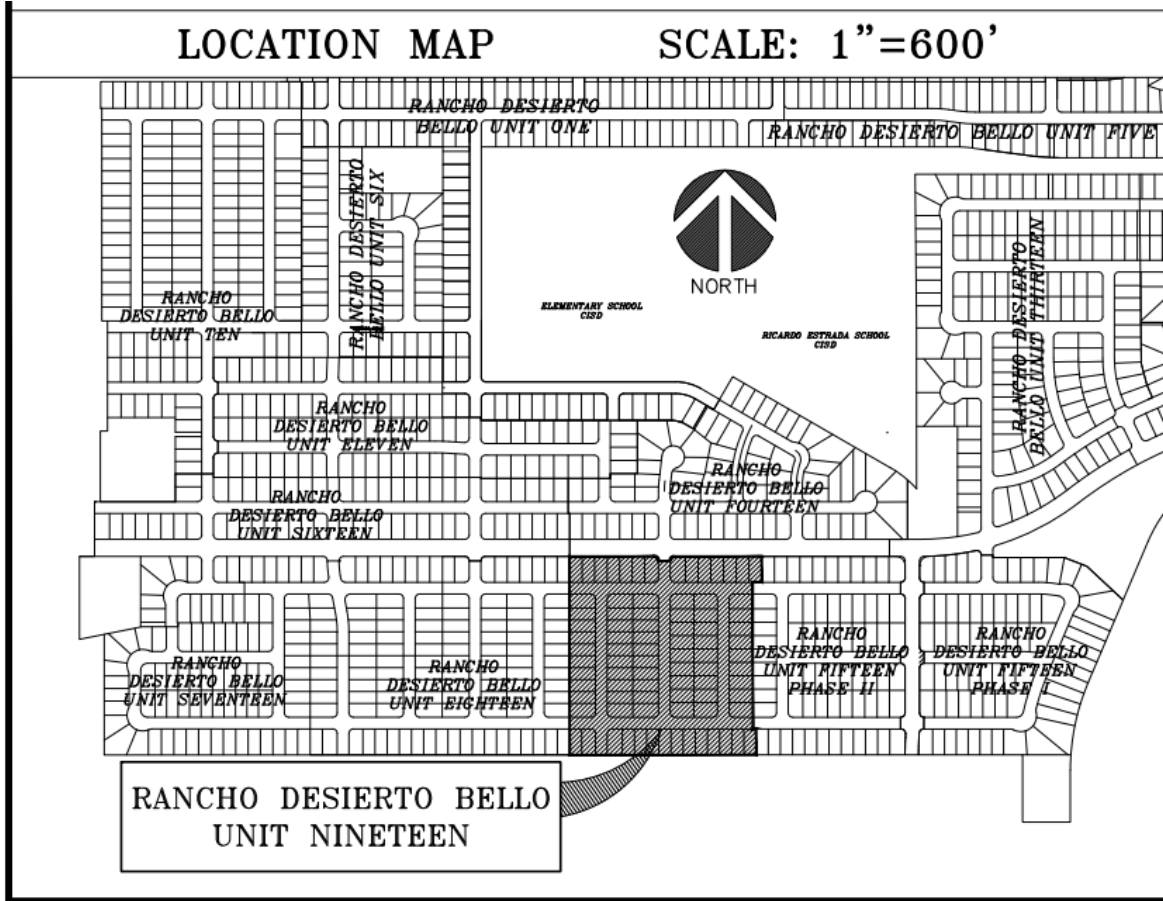 LOCATION MAP SCALE: 1"=600'
RANCHO DESIERTO
BELLO UNIT ONE
RANCHO DESIERTO BELLO UNIT FIVE
RANCHO DESIERTO
BELLO UNIT SIX
NORTH
RANCHO DESIERTO
BELLO UNIT THIRTEEN
RANCHO
DESIERTO BELLO
UNIT TEN
ELEMENTARY SCHOOL
CISD
RICARDO ESTRADA SCHOOL
CISD
RANCHO
DESIERTO BELLO
UNIT ELEVEN
RANCHO
DESIERTO BELLO
UNIT FOURTEEN
RANCHO
DESIERTO BELLO
UNIT SIXTEEN
RANCHO
DESIERTO BELLO
UNIT SEVENTEEN
RANCHO
DESIERTO BELLO
UNIT EIGHTEEN
RANCHO
DESIERTO BELLO
UNIT FIFTEEN
PHASE II
RANCHO
DESIERTO BELLO
UNIT FIFTEEN
PHASE I
RANCHO DESIERTO BELLO
UNIT NINETEEN